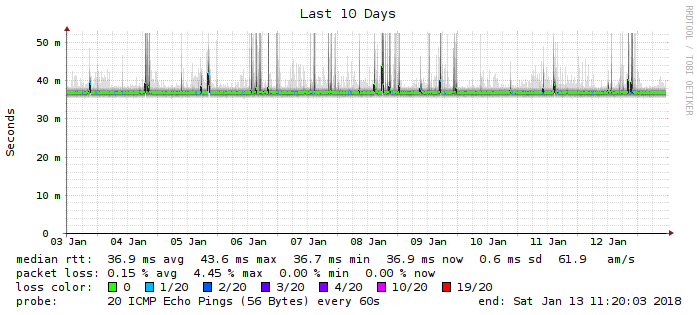 Last 10 Days
RRDTOOL / TOBI OETIKER
Seconds
50 m
40 m
30 m
20 m
10 m
0
03 Jan 04 Jan 05 Jan 06 Jan 07 Jan 08 Jan 09 Jan 10 Jan 11 Jan 12 Jan
median rtt: 36.9 ms avg 43.6 ms max 36.7 ms min 36.9 ms now 0.6 ms sd 61.9 am/s
packet loss: 0.15 % avg 4.45 % max 0.00 % min 0.00 % now
loss color: 0 1/20 2/20 3/20 4/20 10/20 19/20
probe: 20 ICMP Echo Pings (56 Bytes) every 60s end: Sat Jan 13 11:20:03 2018